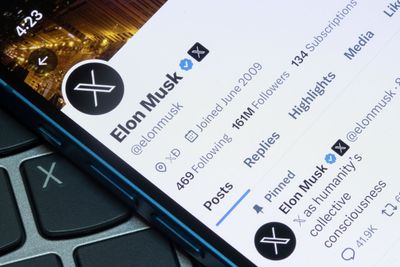 4:23
Elon Musk
@elonmusk
XD Joined June 2009
469 Following 161M Followers 134 Subscriptions
Posts Replies Highlights Media Lik
Pinned
Elon Musk @elonmusk · 8
X as humanity's
collective
consciousness
41.9K
X